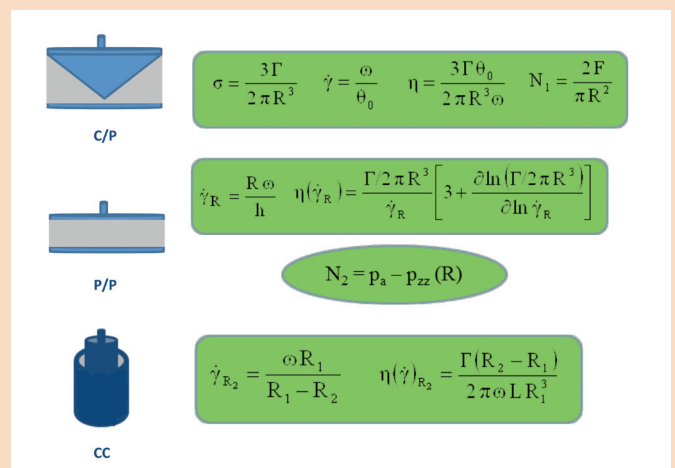 σ = 3Γ / 2πR³   γ̇ = ω / θ₀   η = 3Γθ₀ / 2πR³ω   N₁ = 2F / πR²
C/P
γ̇_R = Rω / h   η(γ̇_R) = Γ/2πR³ / γ̇_R [3 + ∂ln(Γ/2πR³) / ∂ln γ̇_R]
P/P
N₂ = pₐ − p_zz (R)
γ̇_R₂ = ωR₁ / R₁ − R₂   η(γ̇)_R₂ = Γ(R₂ − R₁) / 2πωLR₁³
CC